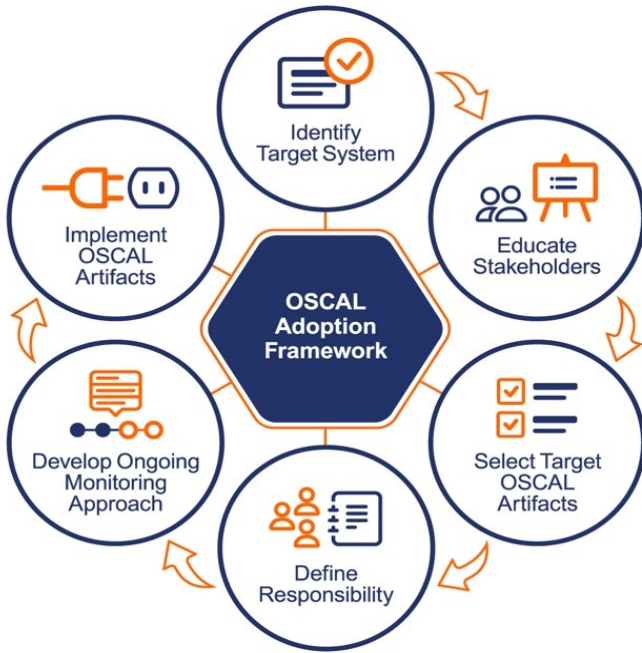 Identify
Target System
Educate
Stakeholders
Select Target
OSCAL
Artifacts
Define
Responsibility
Develop Ongoing
Monitoring
Approach
Implement
OSCAL
Artifacts
OSCAL
Adoption
Framework